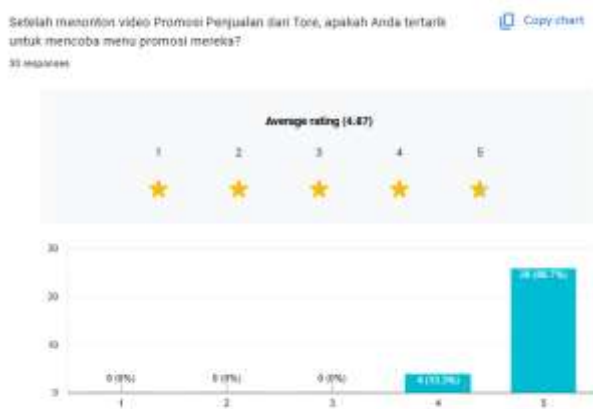 Setelah menonton video Promosi Penjualan dari Tore, apakah Anda tertarik
untuk mencoba menu promosi mereka?
Copy chart
30 responses
Average rating (4.87)
1 2 3 4 5
30
20
10
0
0 (0%) 0 (0%) 0 (0%) 4 (13.3%) 26 (86.7%)
1 2 3 4 5